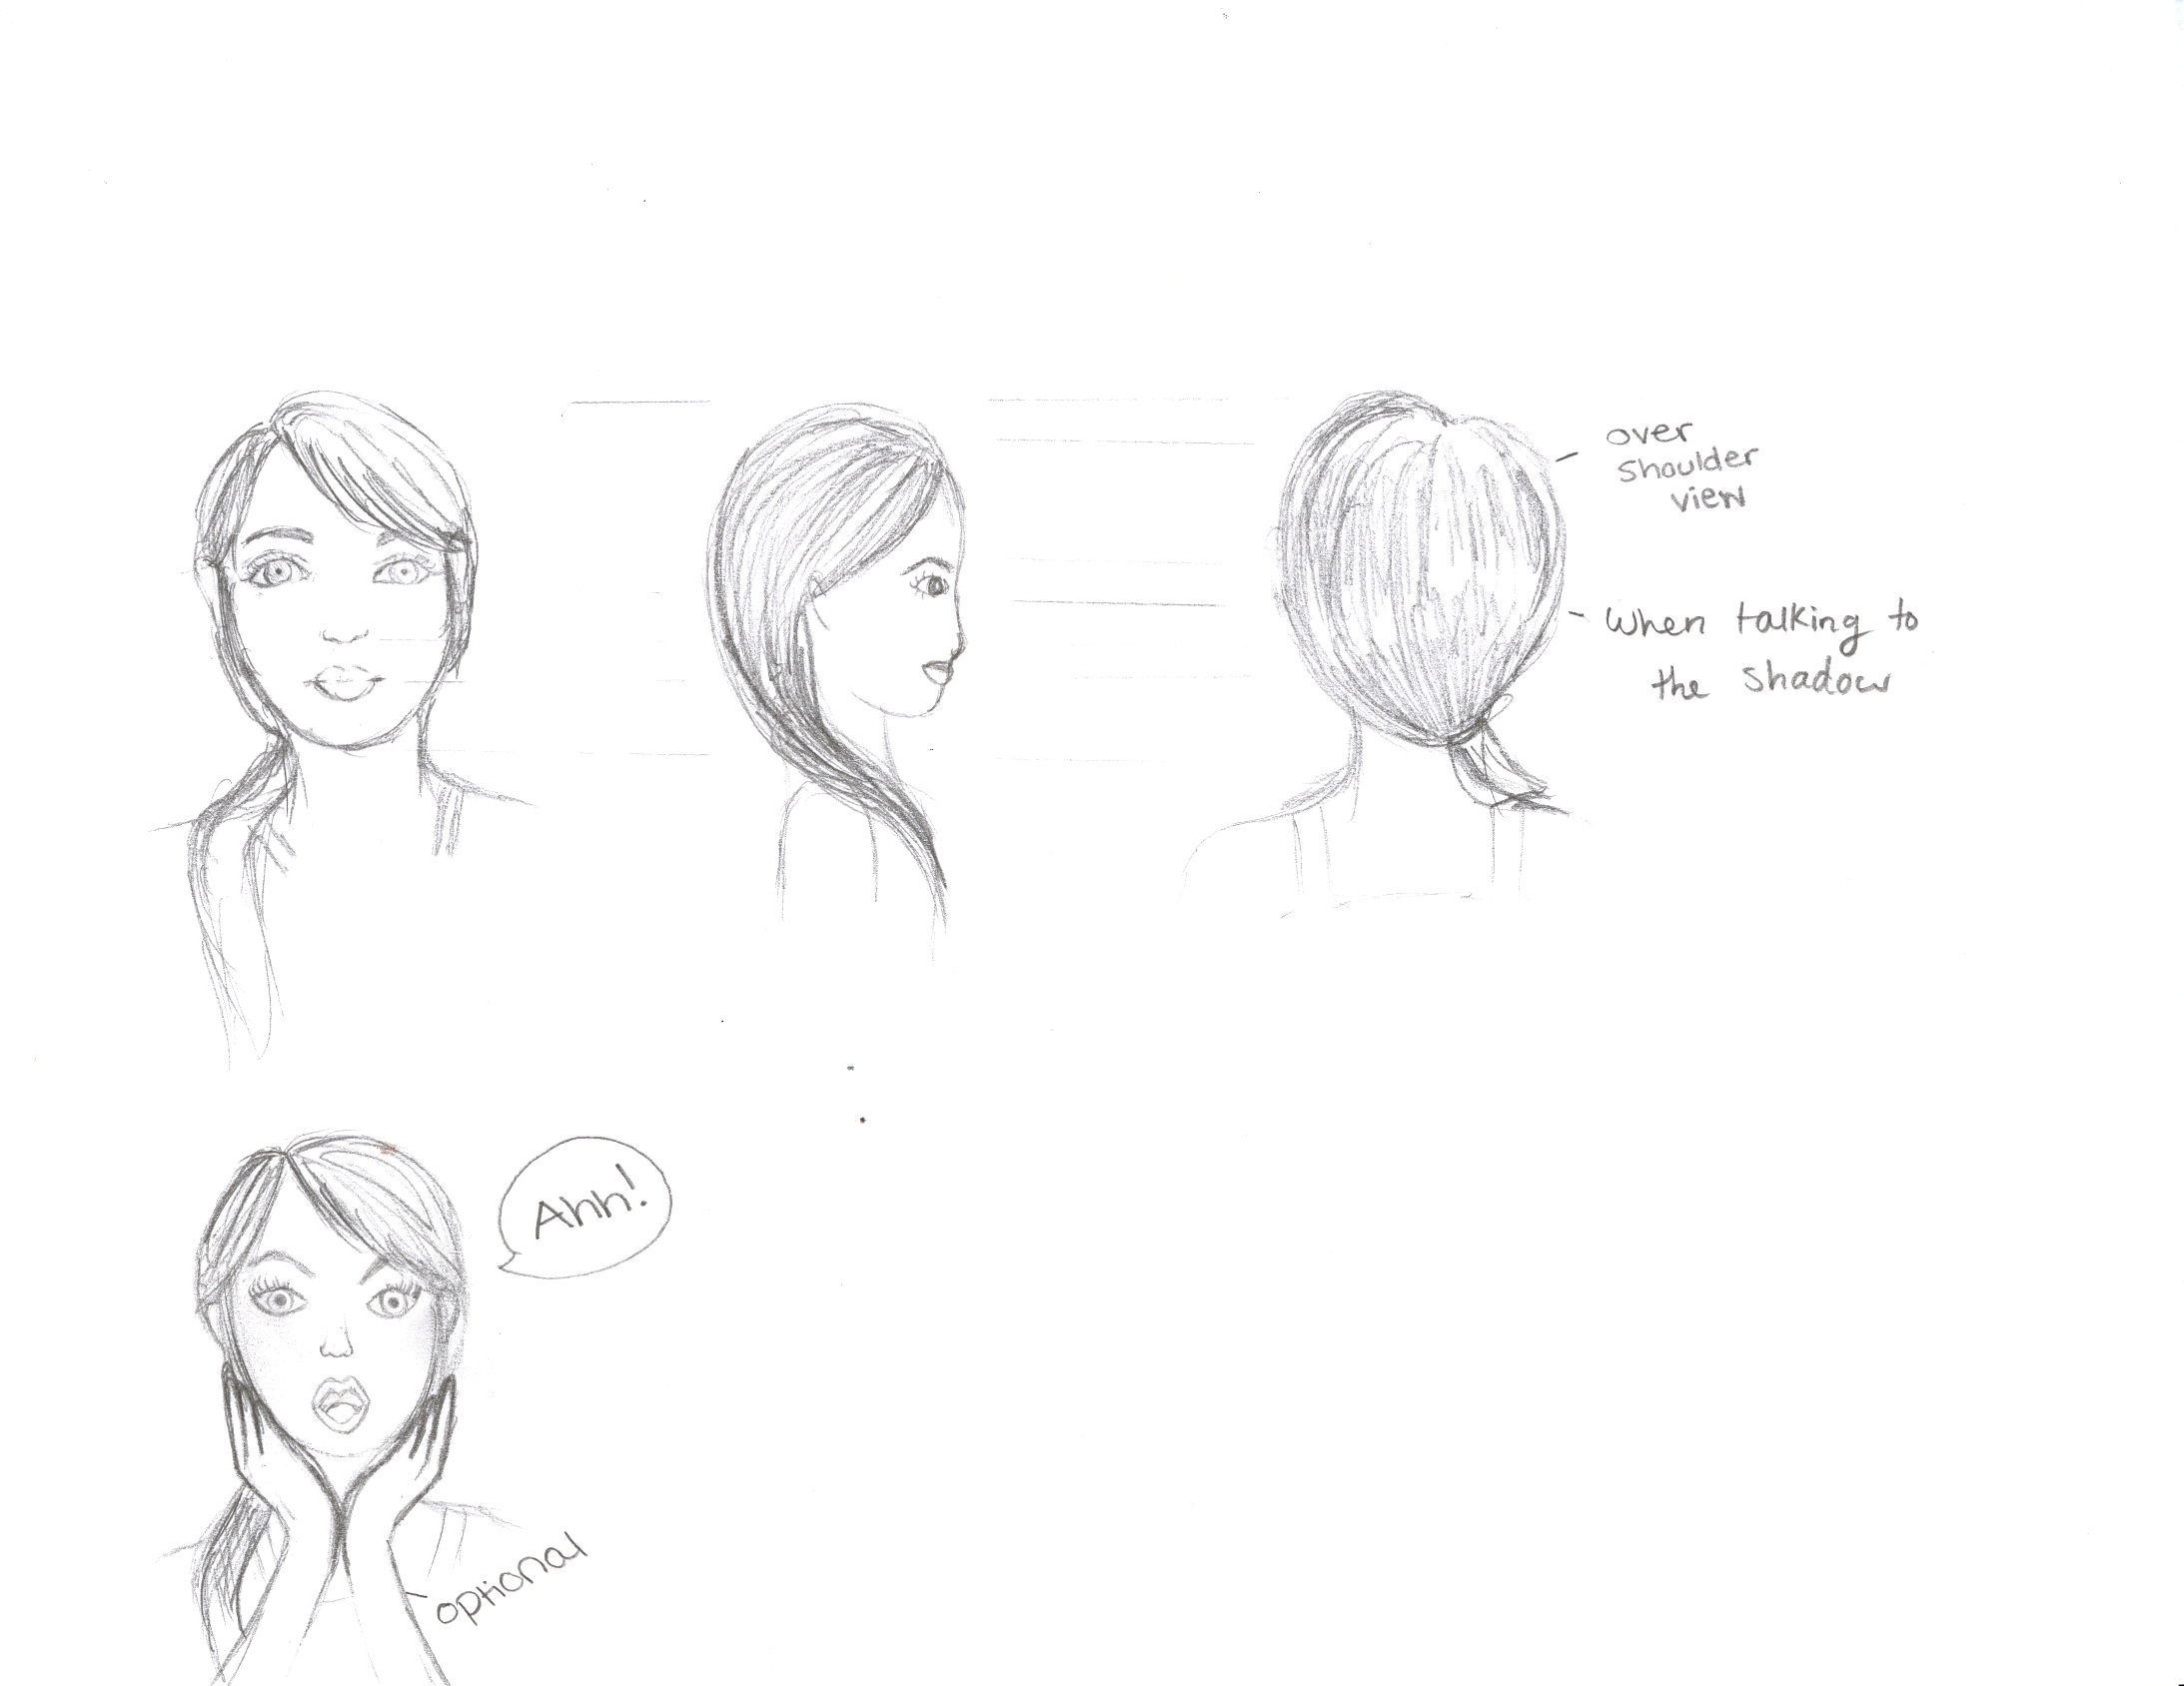 over
shoulder
view
When talking to
the shadow
Ahh!
optional